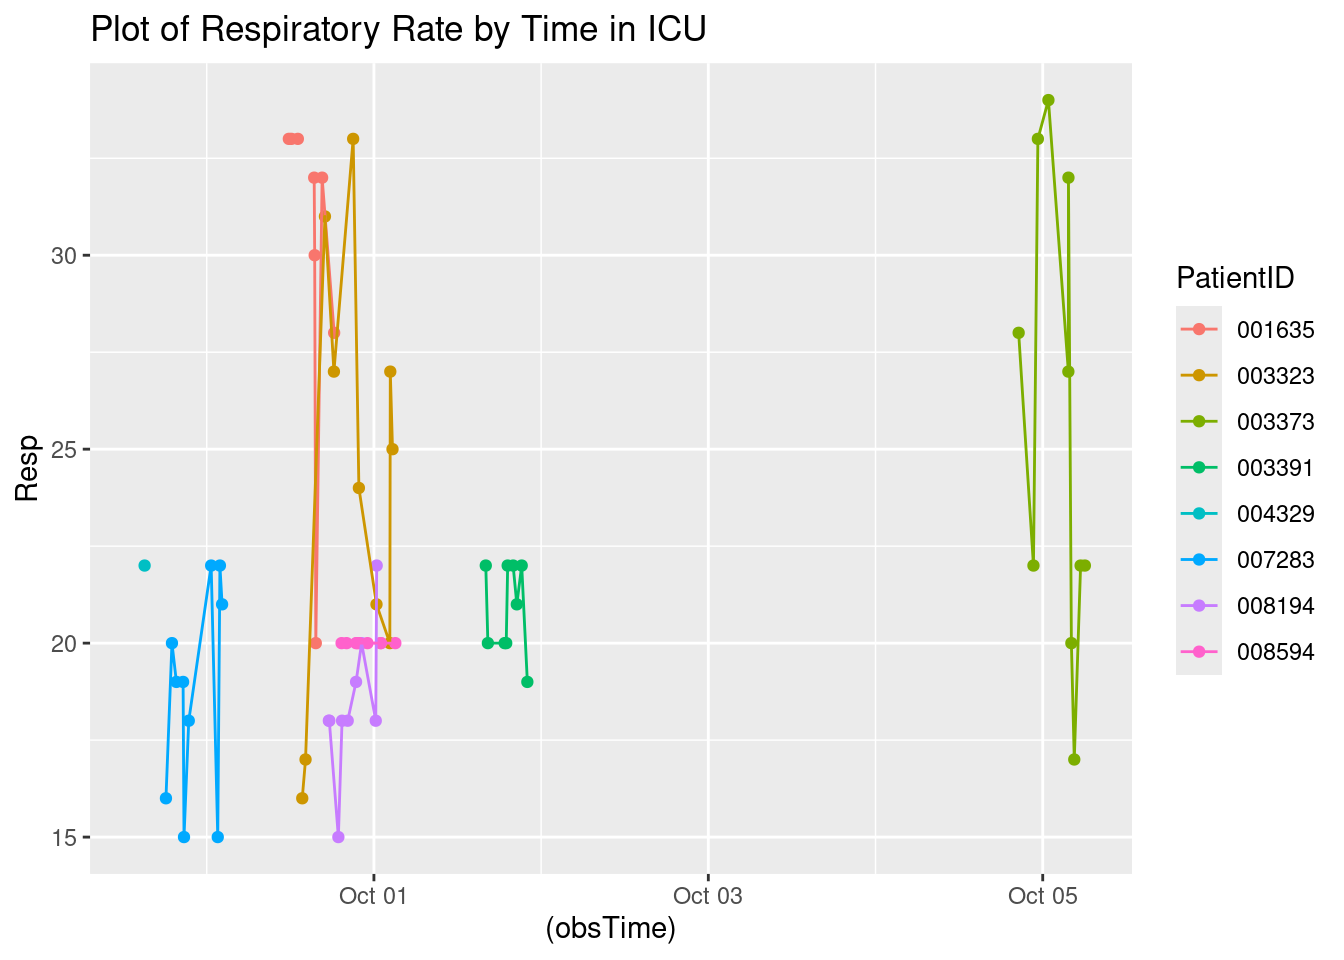 Plot of Respiratory Rate by Time in ICU
Resp
30
25
20
15
Oct 01
Oct 03
Oct 05
(obsTime)
PatientID
001635
003323
003373
003391
004329
007283
008194
008594